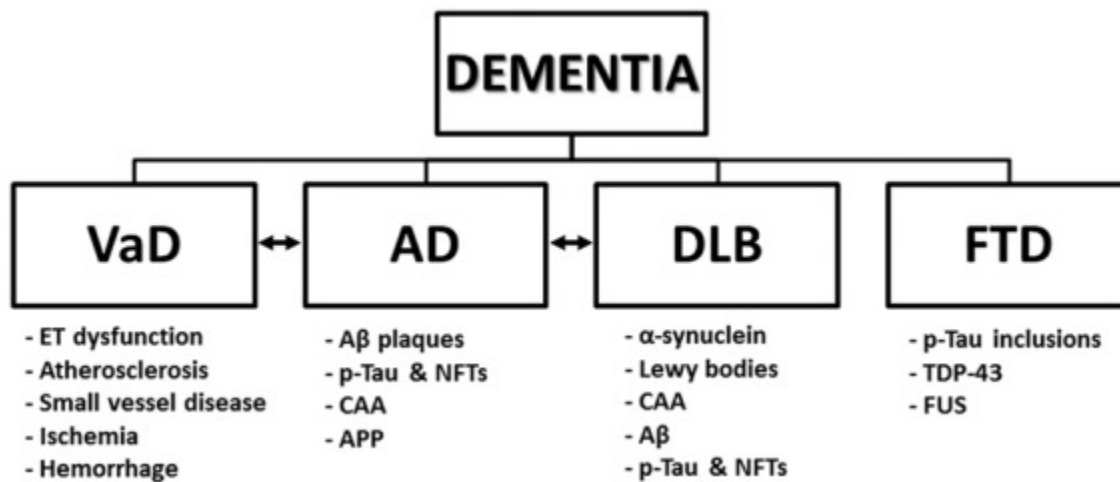 DEMENTIA
VaD
- ET dysfunction
- Atherosclerosis
- Small vessel disease
- Ischemia
- Hemorrhage
AD
- Aβ plaques
- p-Tau & NFTs
- CAA
- APP
DLB
- α-synuclein
- Lewy bodies
- CAA
- Aβ
- p-Tau & NFTs
FTD
- p-Tau inclusions
- TDP-43
- FUS